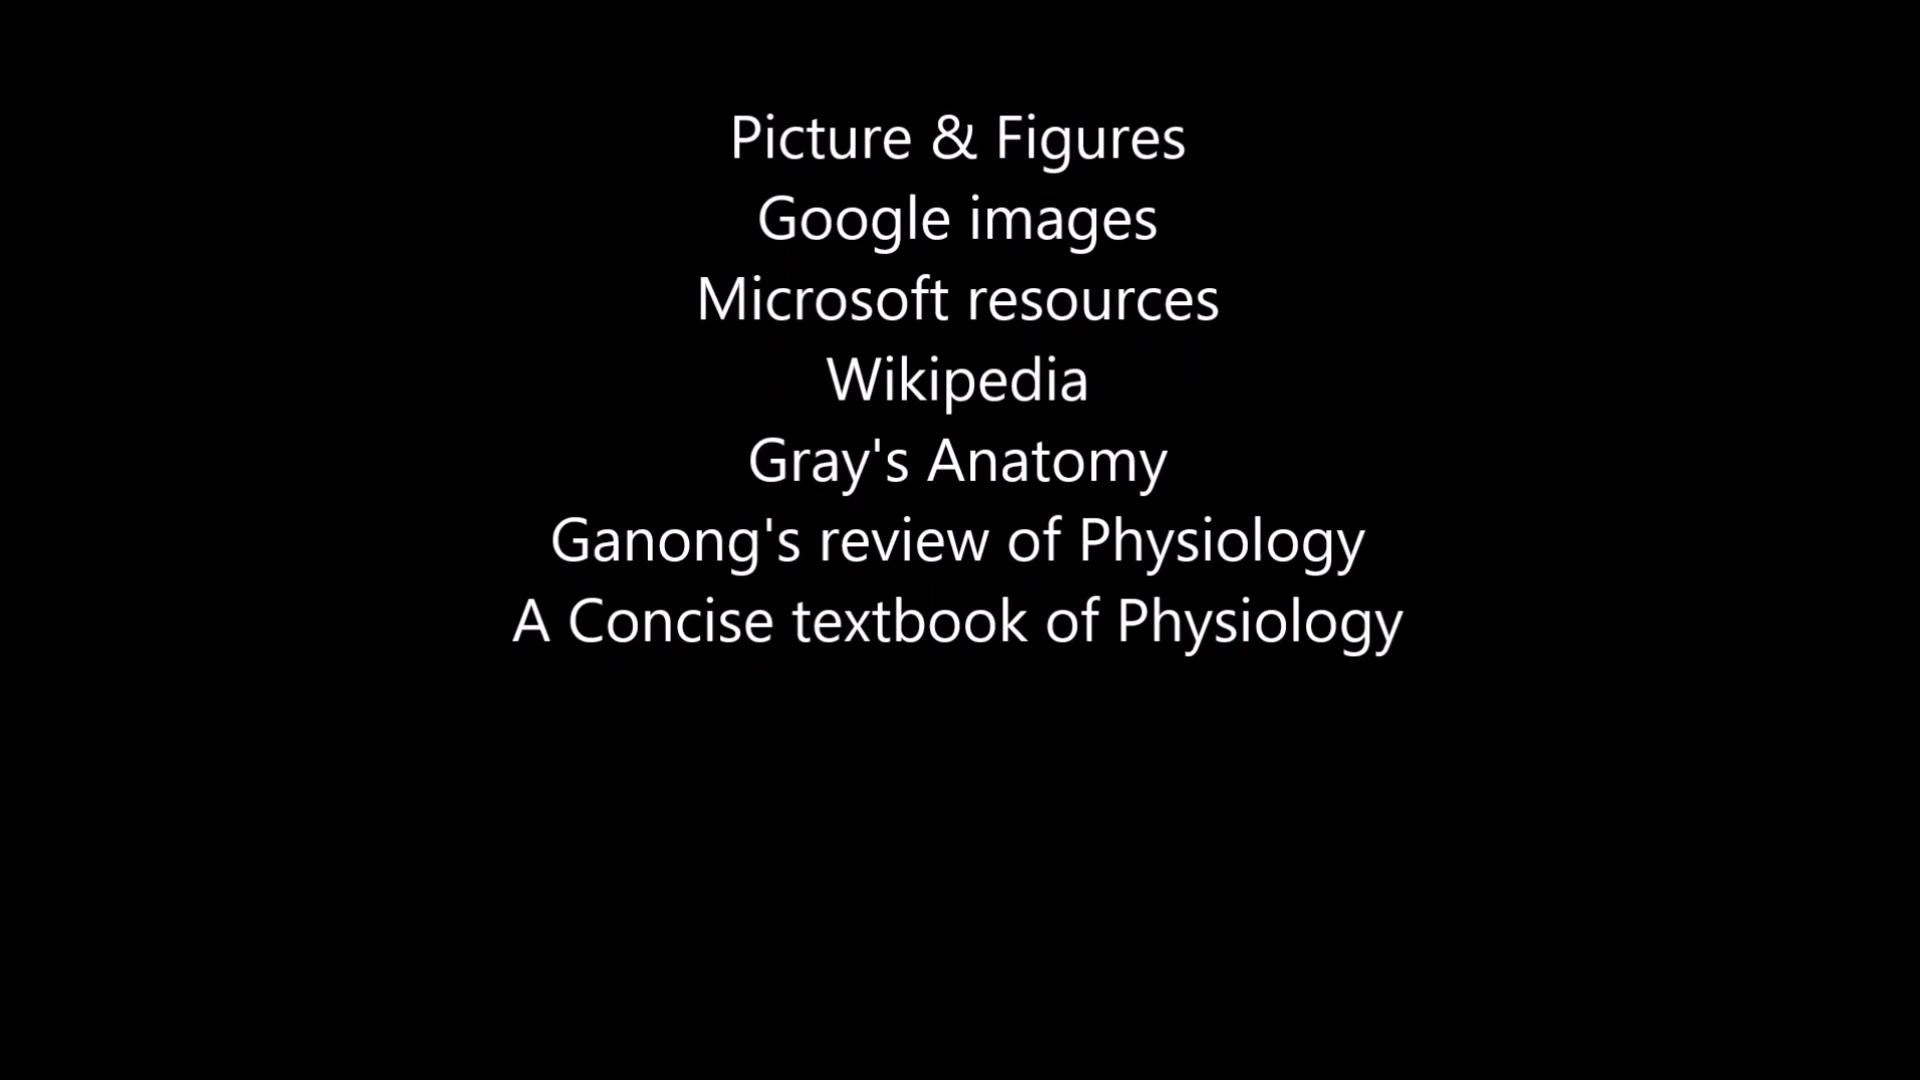 Picture & Figures
Google images
Microsoft resources
Wikipedia
Gray's Anatomy
Ganong's review of Physiology
A Concise textbook of Physiology